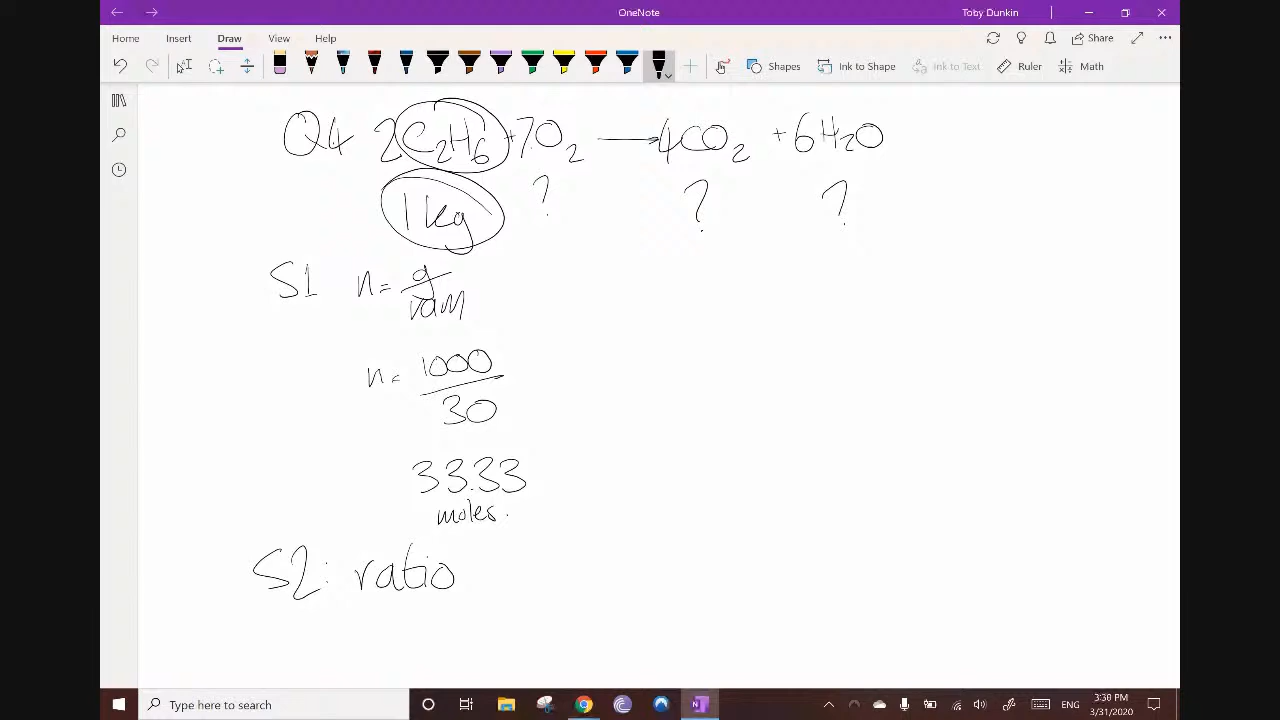 OneNote
Toby Dunkin
Home Insert Draw View Help
Share
Shapes Ink to Shape Ink to Text Ruler Math
Q4 2C₂H₆ + 7O₂ → 4CO₂ + 6H₂O
1kg ? ? ?
S1 n = g
ram
n = 1000
30
33.33
moles.
S2: ratio
Type here to search
ENG
3:30 PM
3/31/2020